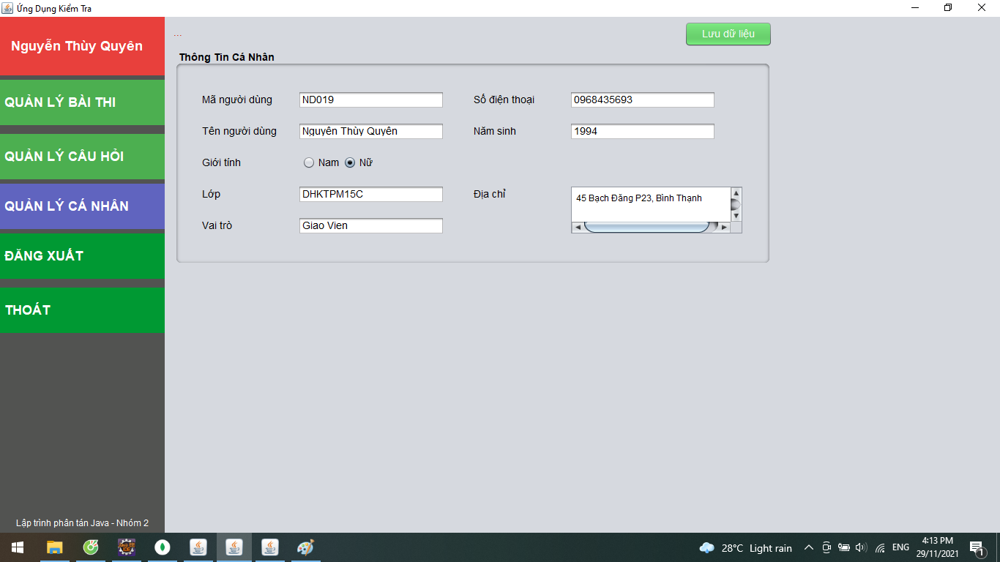 Ứng Dụng Kiểm Tra
Nguyễn Thùy Quyên
QUẢN LÝ BÀI THI
QUẢN LÝ CÂU HỎI
QUẢN LÝ CÁ NHÂN
ĐĂNG XUẤT
THOÁT
Lập trình phân tán Java - Nhóm 2
...
Lưu dữ liệu
Thông Tin Cá Nhân
Mã người dùng ND019 Số điện thoại 0968435693
Tên người dùng Nguyên Thùy Quyên Năm sinh 1994
Giới tính Nam Nữ
Lớp DHKTPM15C Địa chỉ 45 Bạch Đăng P23, Bình Thạnh
Vai trò Giao Vien
28°C Light rain ENG 4:13 PM
29/11/2021
1